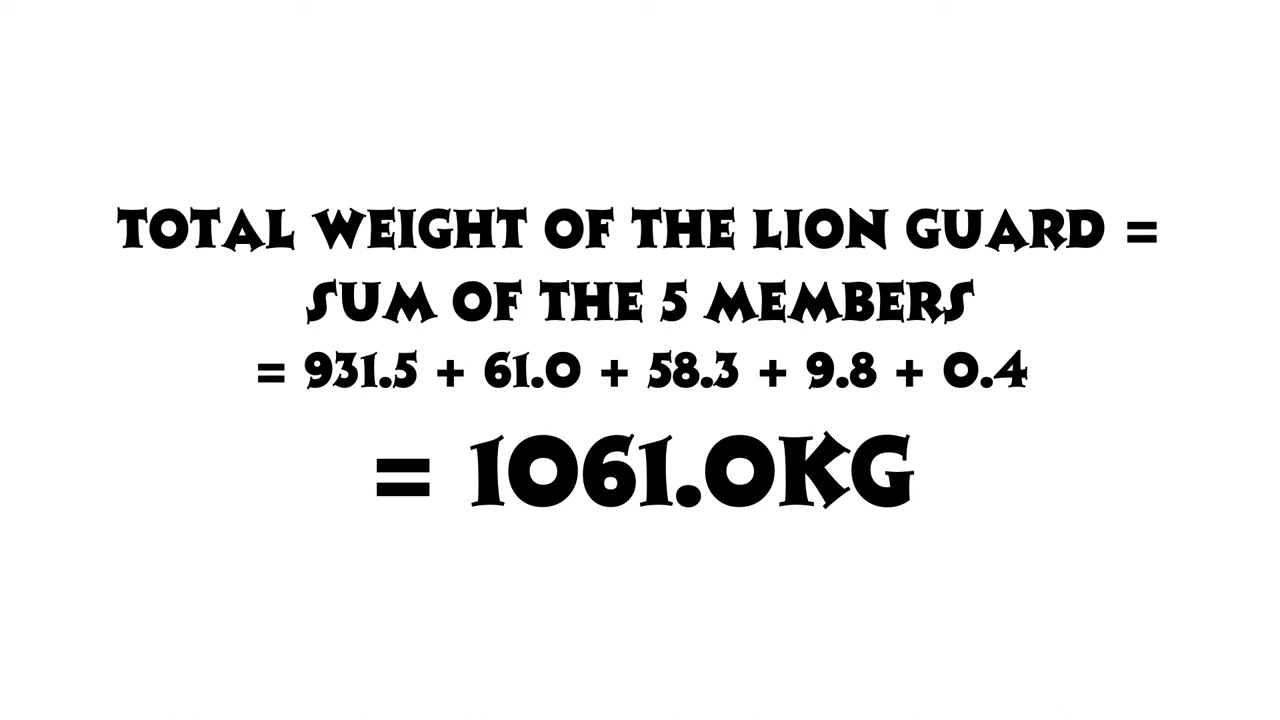 TOTAL WEIGHT OF THE LION GUARD =
SUM OF THE 5 MEMBERS
= 931.5 + 61.0 + 58.3 + 9.8 + 0.4
= 1061.0KG